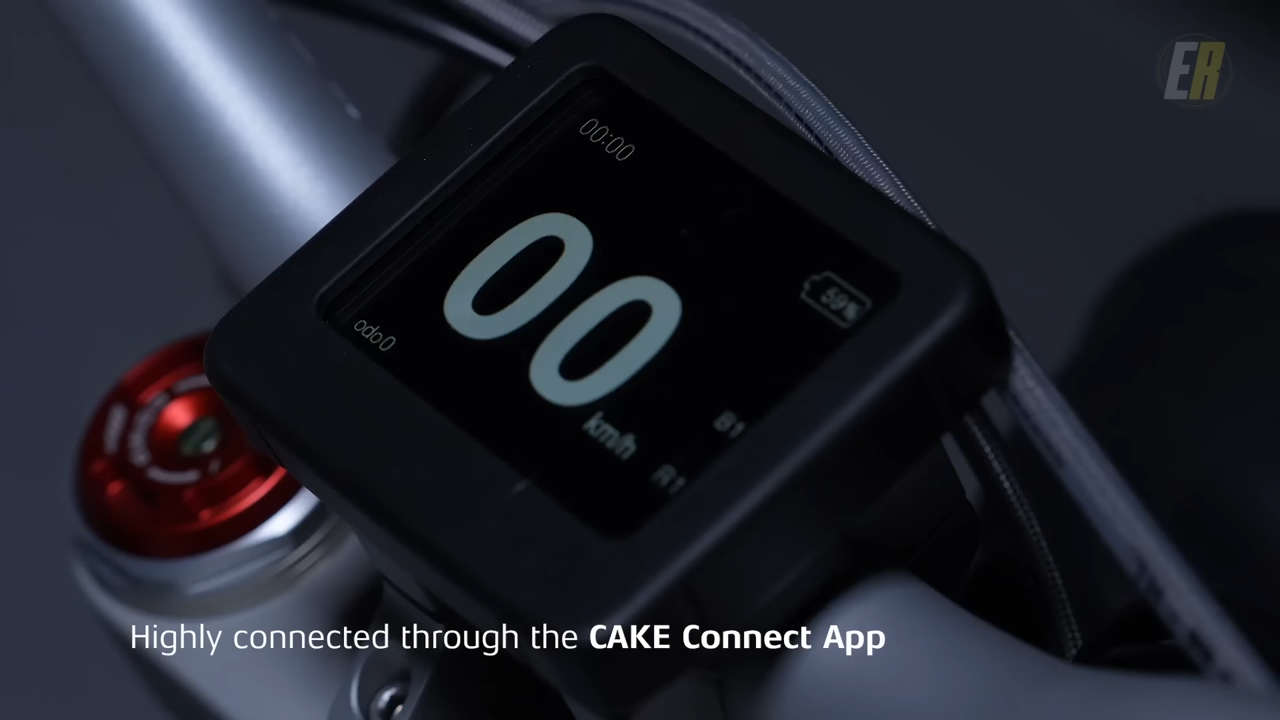 ER
00:00
00
59%
odo0
km/h
B1
R1
Highly connected through the CAKE Connect App